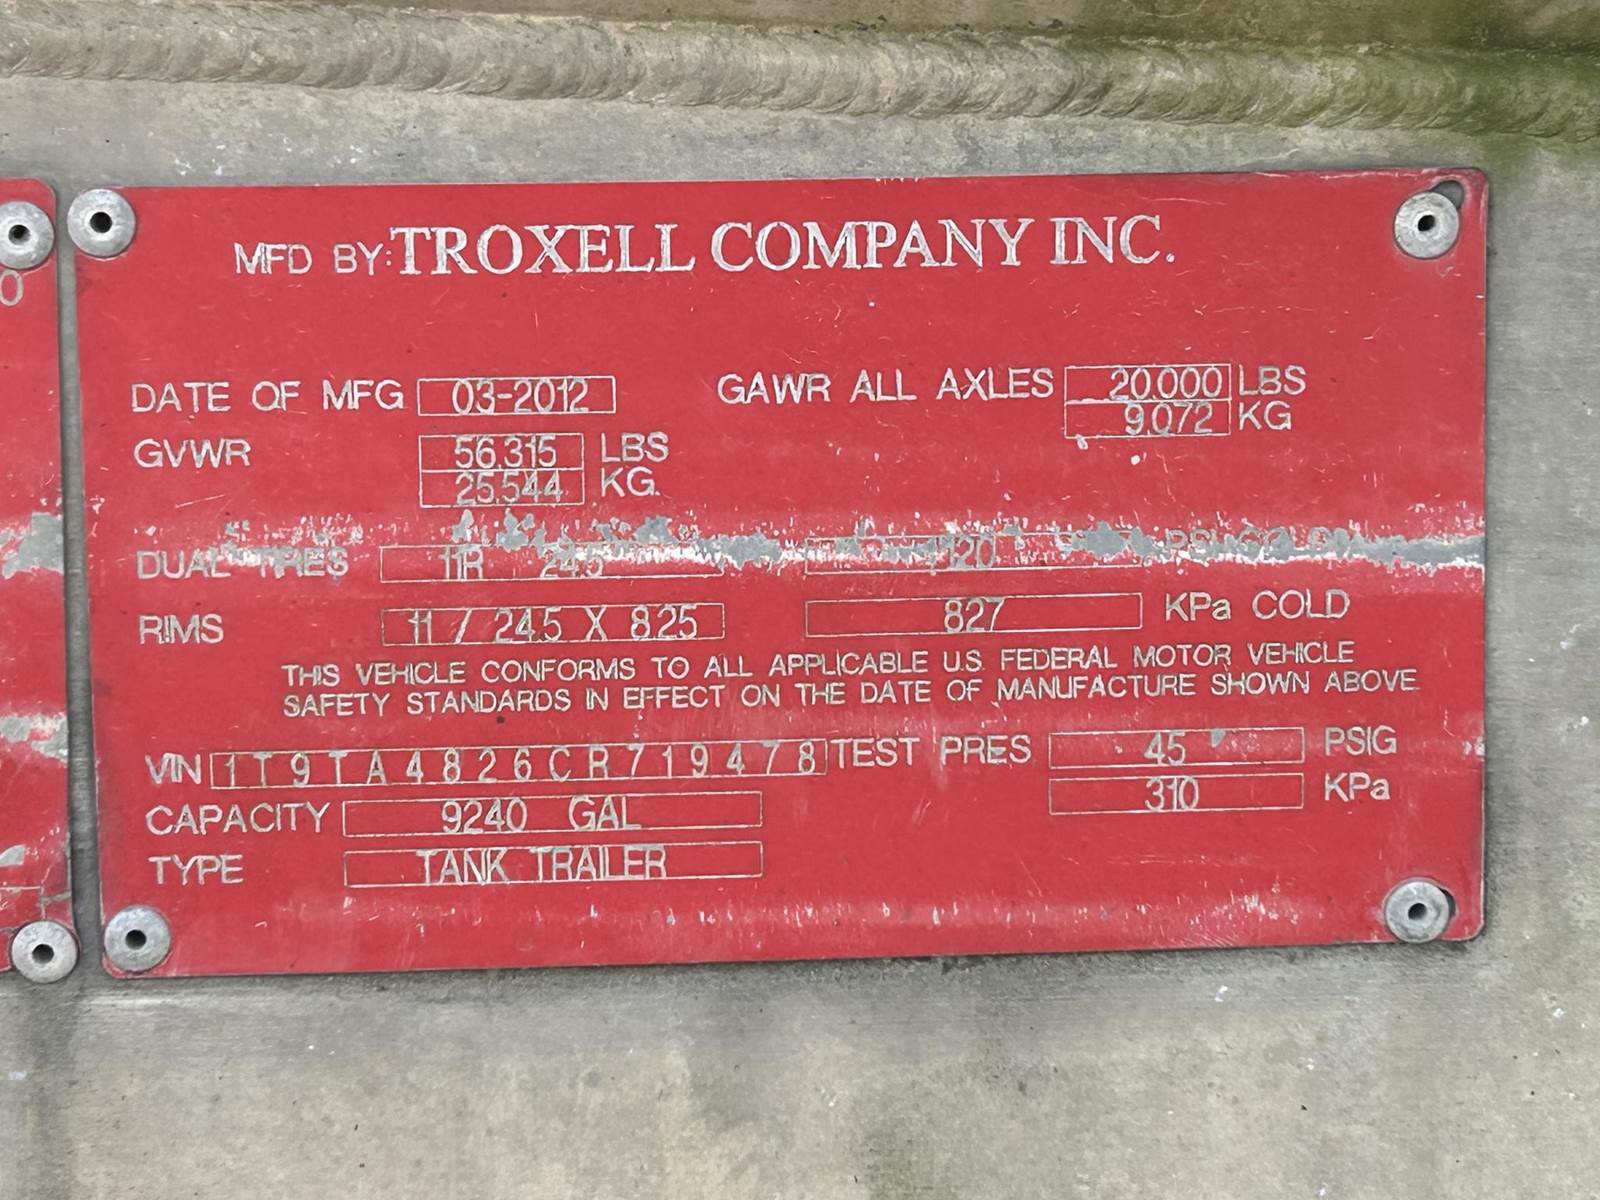 MFD BY: TROXELL COMPANY INC.
DATE OF MFG 03-2012 GAWR ALL AXLES 20.000 LBS
9.072 KG
GVWR 56.315 LBS
25.544 KG.
DUAL TIRES 11R 24.5 120 PSI COLD
RIMS 11 / 24.5 X 8.25 827 KPa COLD
THIS VEHICLE CONFORMS TO ALL APPLICABLE U.S. FEDERAL MOTOR VEHICLE
SAFETY STANDARDS IN EFFECT ON THE DATE OF MANUFACTURE SHOWN ABOVE.
VIN 1T9TA4826CR719478 TEST PRES 45 PSIG
310 KPa
CAPACITY 9240 GAL
TYPE TANK TRAILER